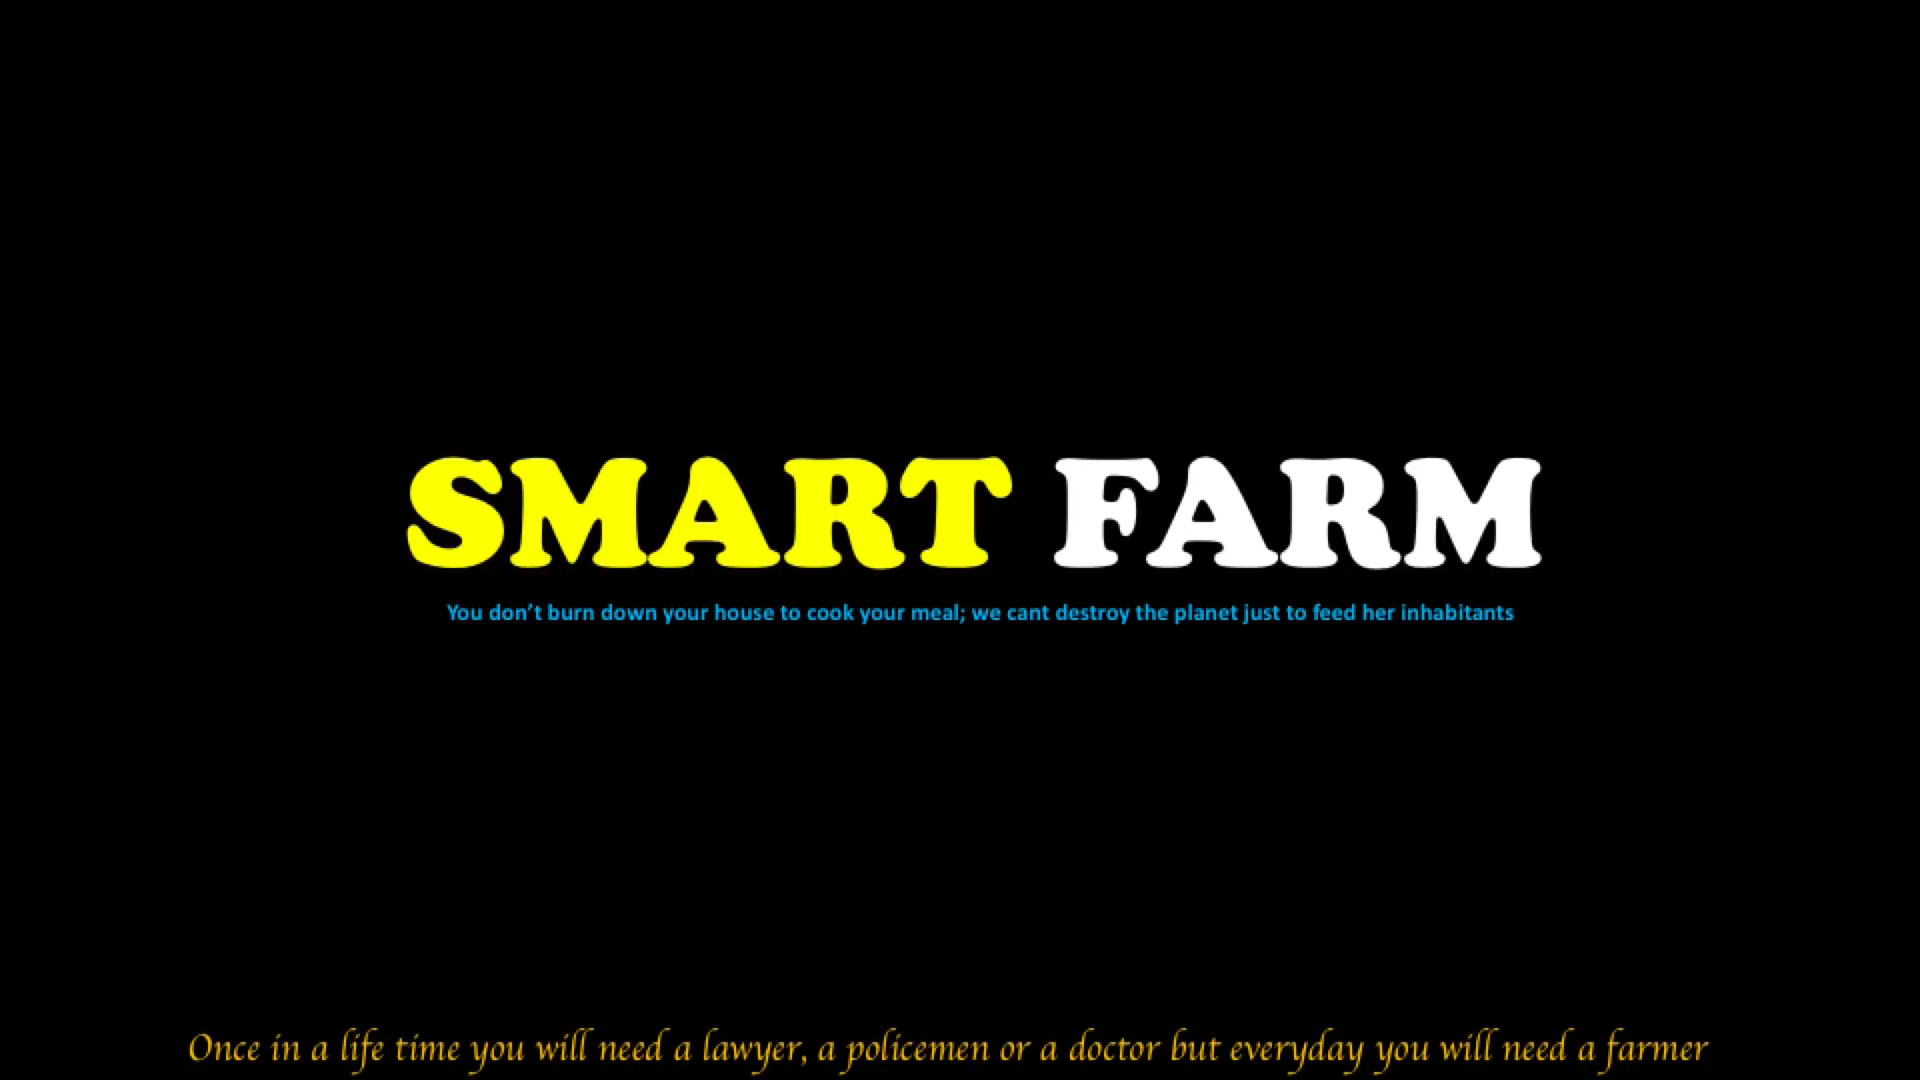 SMART FARM
You don’t burn down your house to cook your meal; we cant destroy the planet just to feed her inhabitants
Once in a life time you will need a lawyer, a policemen or a doctor but everyday you will need a farmer